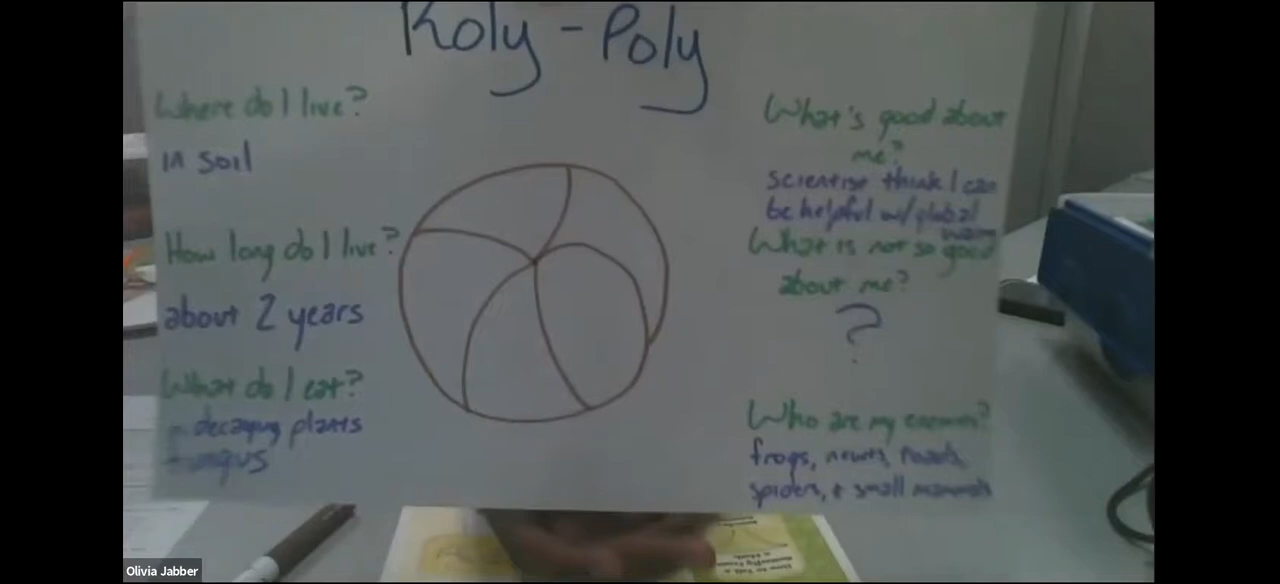 Roly-Poly
Where do I live?
in soil
How long do I live?
about 2 years
What do I eat?
- decaying plants
What's good about
me?
scientist think I can
be helpful w/ global
warm
What is not so good
about me?
?
Who are my enemies?
frogs, newts, toads,
spiders, & small mammals
Olivia Jabber